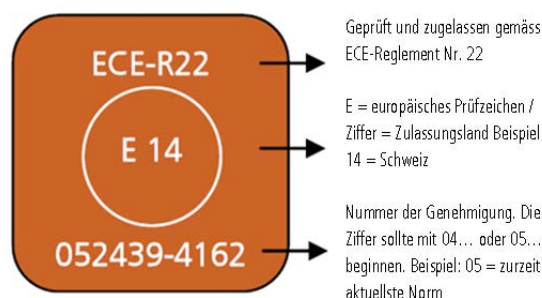 ECE-R22
E 14
052439-4162
Geprüft und zugelassen gemäss
ECE-Reglement Nr. 22
E = europäisches Prüfzeichen /
Ziffer = Zulassungsland Beispiel
14 = Schweiz
Nummer der Genehmigung. Die
Ziffer sollte mit 04... oder 05...
beginnen. Beispiel: 05 = zurzeit
aktuellste Norm